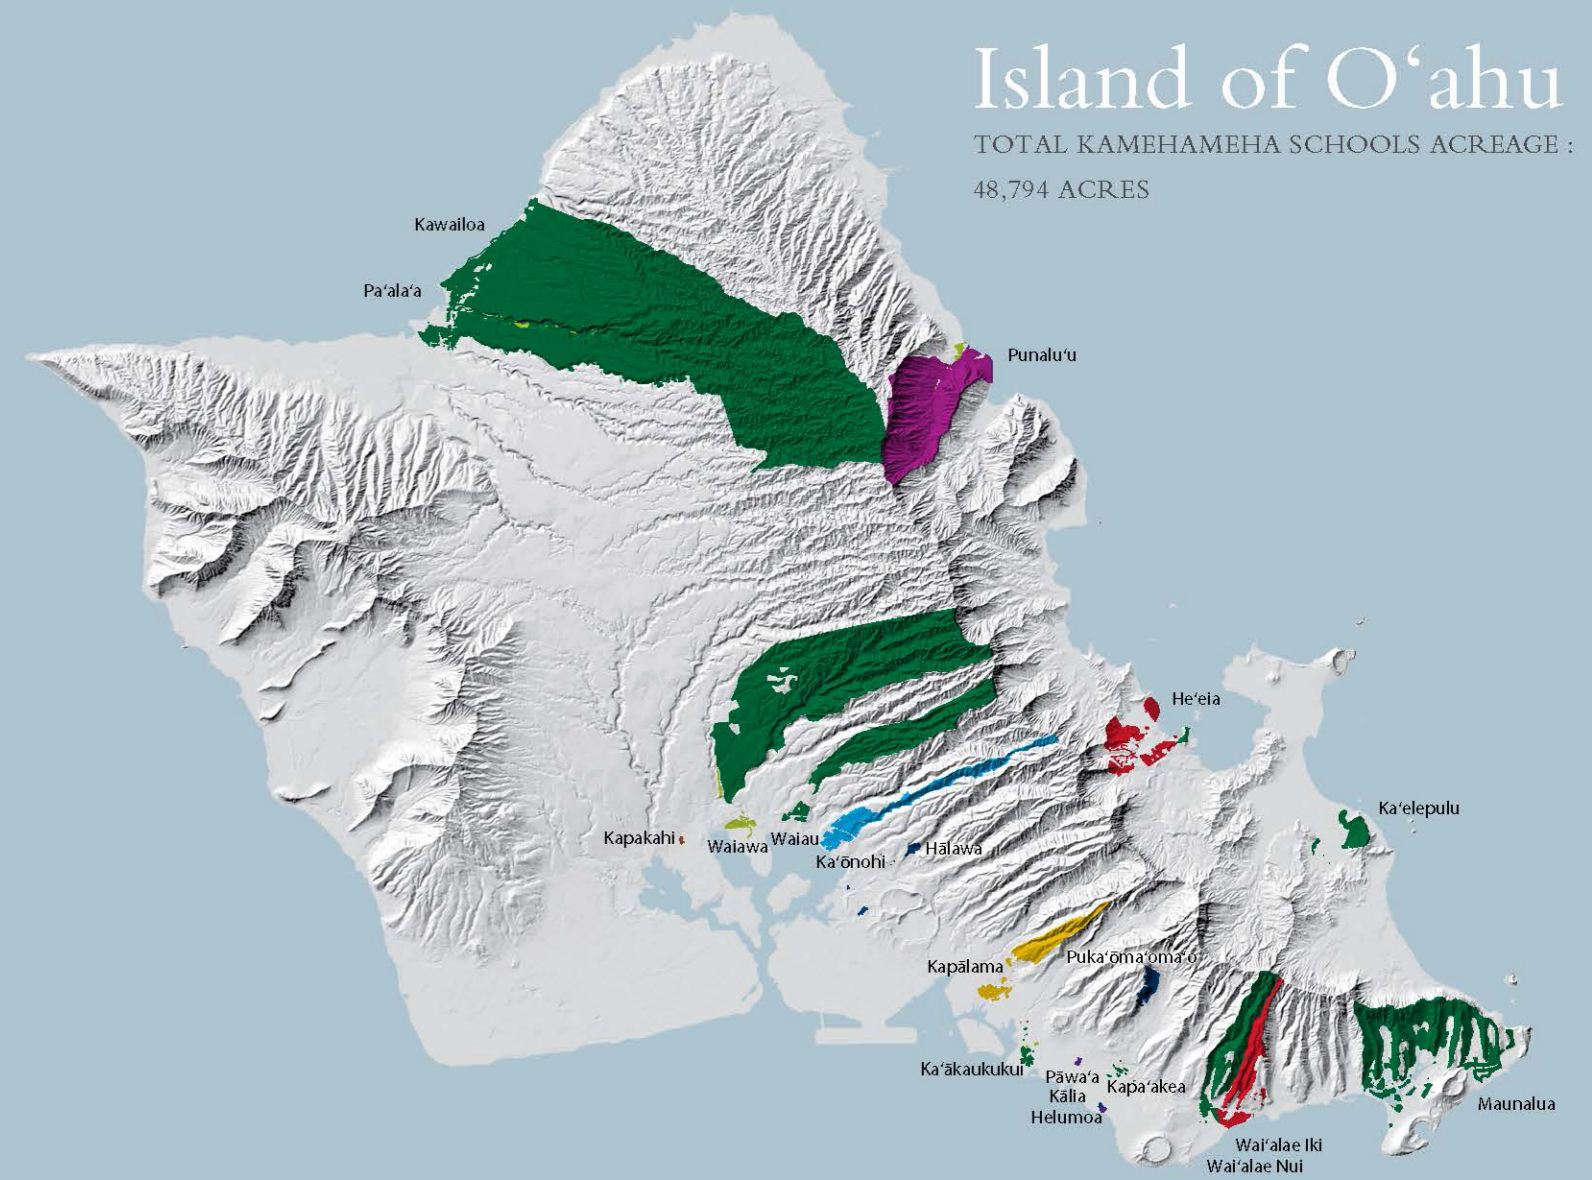 Island of Oʻahu
TOTAL KAMEHAMEHA SCHOOLS ACREAGE :
48,794 ACRES
Kawailoa
Paʻalaʻa
Punaluʻu
Heʻeia
Kaʻelepulu
Kapakahi
Waiawa
Waiau
Kaʻōnohi
Hālawa
Kapālama
Pukaʻōmaʻomaʻo
Kaʻākaukukui
Pāwaʻa
Kālia
Helumoa
Kapaʻakea
Maunalua
Waiʻalae Iki
Waiʻalae Nui